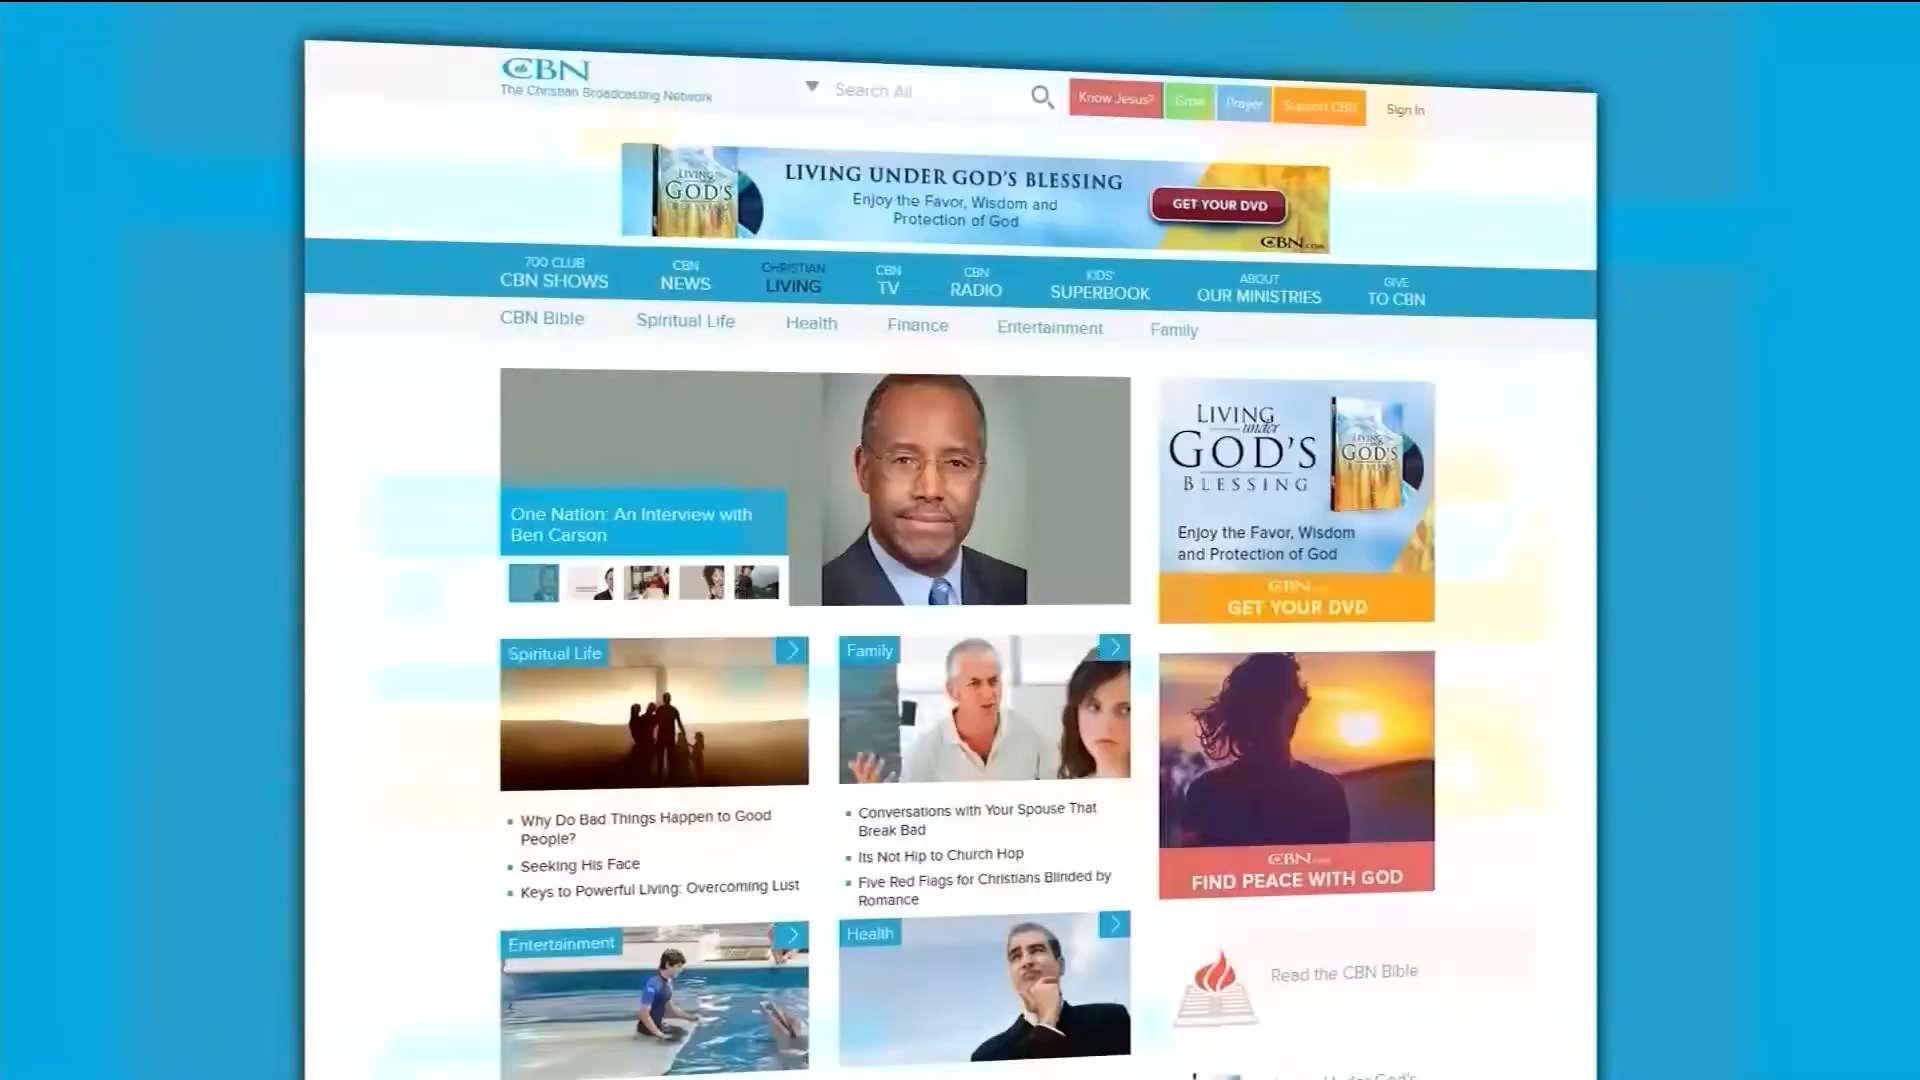 CBN
The Christian Broadcasting Network
Search All
Know Jesus?
Grow
Prayer
Support CBN
Sign In
LIVING
GOD'S
LIVING UNDER GOD'S BLESSING
Enjoy the Favor, Wisdom and
Protection of God
GET YOUR DVD
CBN.COM
700 CLUB
CBN SHOWS
CBN
NEWS
CHRISTIAN
LIVING
CBN
TV
CBN
RADIO
KIDS'
SUPERBOOK
ABOUT
OUR MINISTRIES
GIVE
TO CBN
CBN Bible
Spiritual Life
Health
Finance
Entertainment
Family
One Nation: An Interview with
Ben Carson
LIVING
under
GOD'S
BLESSING
LIVING
GOD'S
Enjoy the Favor, Wisdom
and Protection of God
CBN
GET YOUR DVD
Spiritual Life
Why Do Bad Things Happen to Good
People?
Seeking His Face
Keys to Powerful Living: Overcoming Lust
Family
Conversations with Your Spouse That
Break Bad
Its Not Hip to Church Hop
Five Red Flags for Christians Blinded by
Romance
CBN
FIND PEACE WITH GOD
Entertainment
Health
Read the CBN Bible